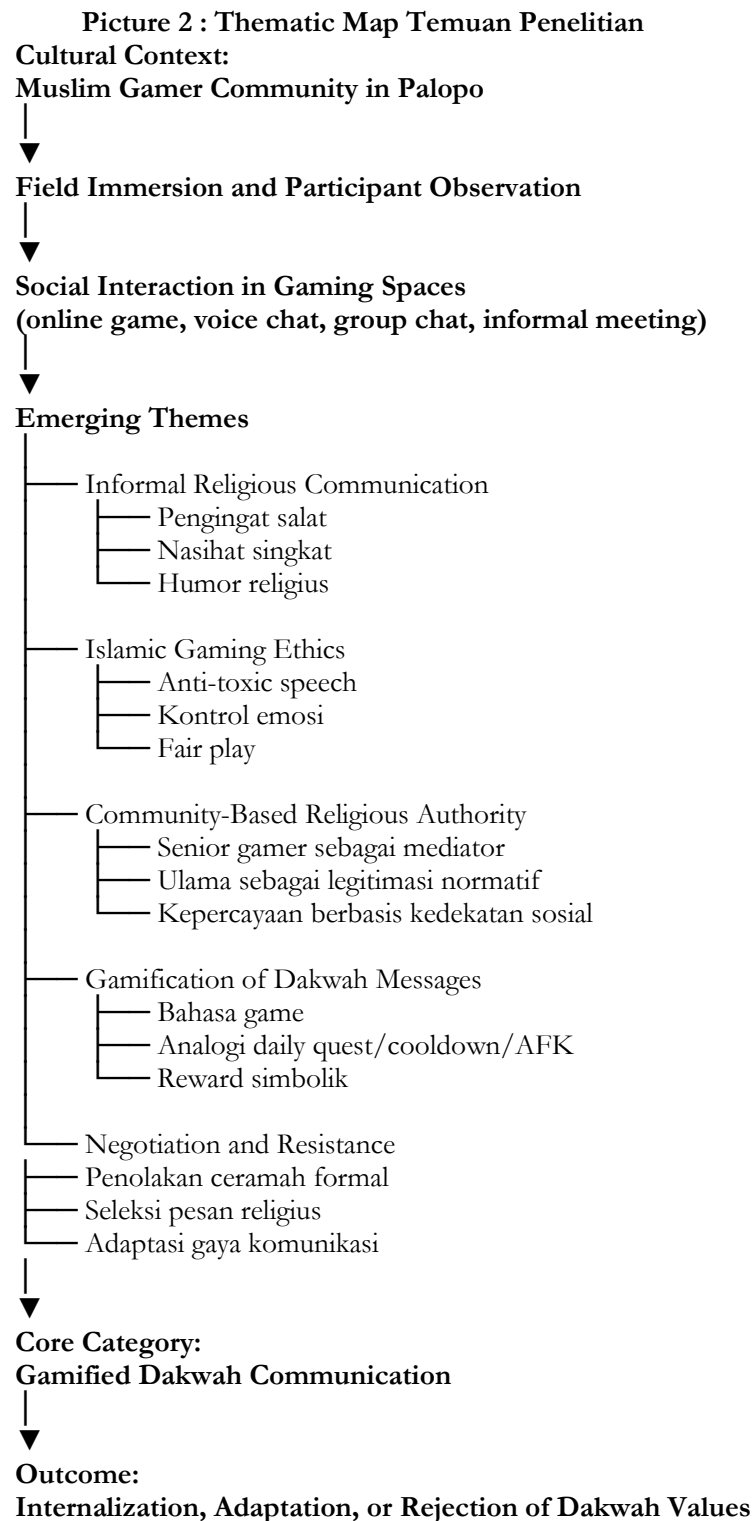 Picture 2 : Thematic Map Temuan Penelitian
Cultural Context:
Muslim Gamer Community in Palopo
Field Immersion and Participant Observation
Social Interaction in Gaming Spaces
(online game, voice chat, group chat, informal meeting)
Emerging Themes
Informal Religious Communication
Pengingat salat
Nasihat singkat
Humor religius
Islamic Gaming Ethics
Anti-toxic speech
Kontrol emosi
Fair play
Community-Based Religious Authority
Senior gamer sebagai mediator
Ulama sebagai legitimasi normatif
Kepercayaan berbasis kedekatan sosial
Gamification of Dakwah Messages
Bahasa game
Analogi daily quest/cooldown/AFK
Reward simbolik
Negotiation and Resistance
Penolakan ceramah formal
Seleksi pesan religius
Adaptasi gaya komunikasi
Core Category:
Gamified Dakwah Communication
Outcome:
Internalization, Adaptation, or Rejection of Dakwah Values